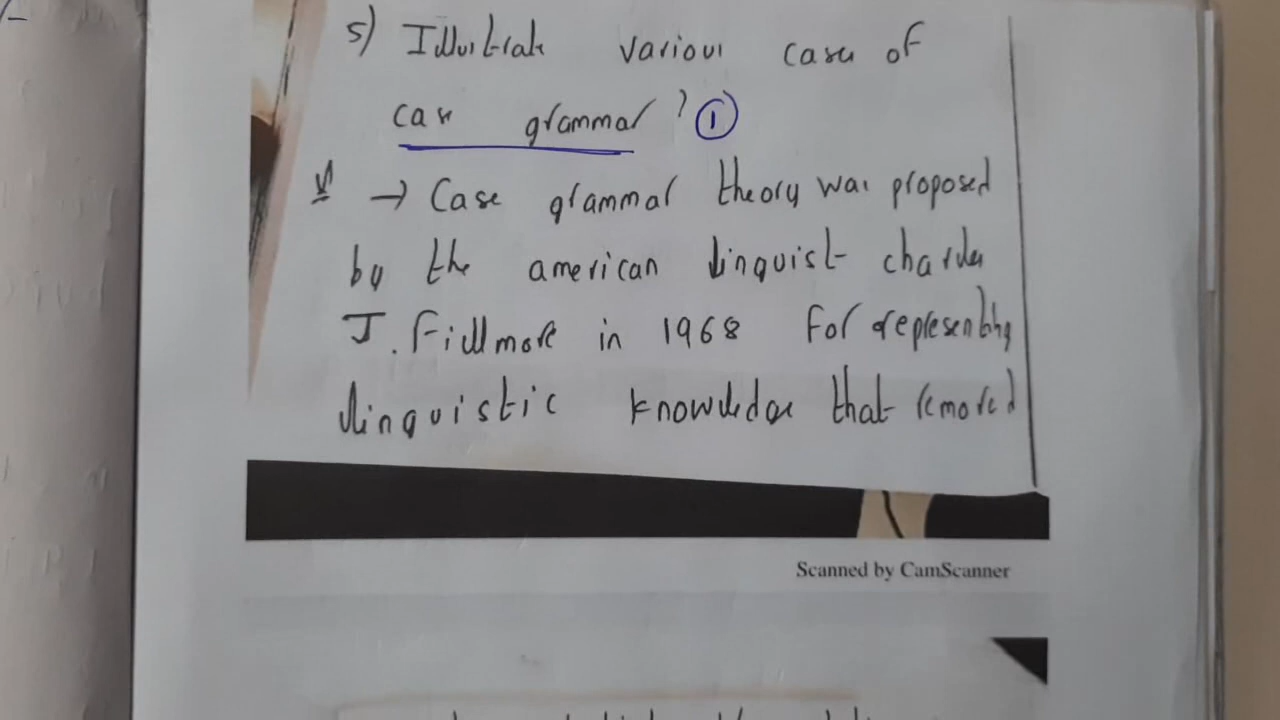 5) Illustrate various cases of
case grammar? ①
→ Case grammar theory was proposed
by the american linguist charles
J. Fillmore in 1968 For representing
linguistic knowledge that removed
Scanned by CamScanner